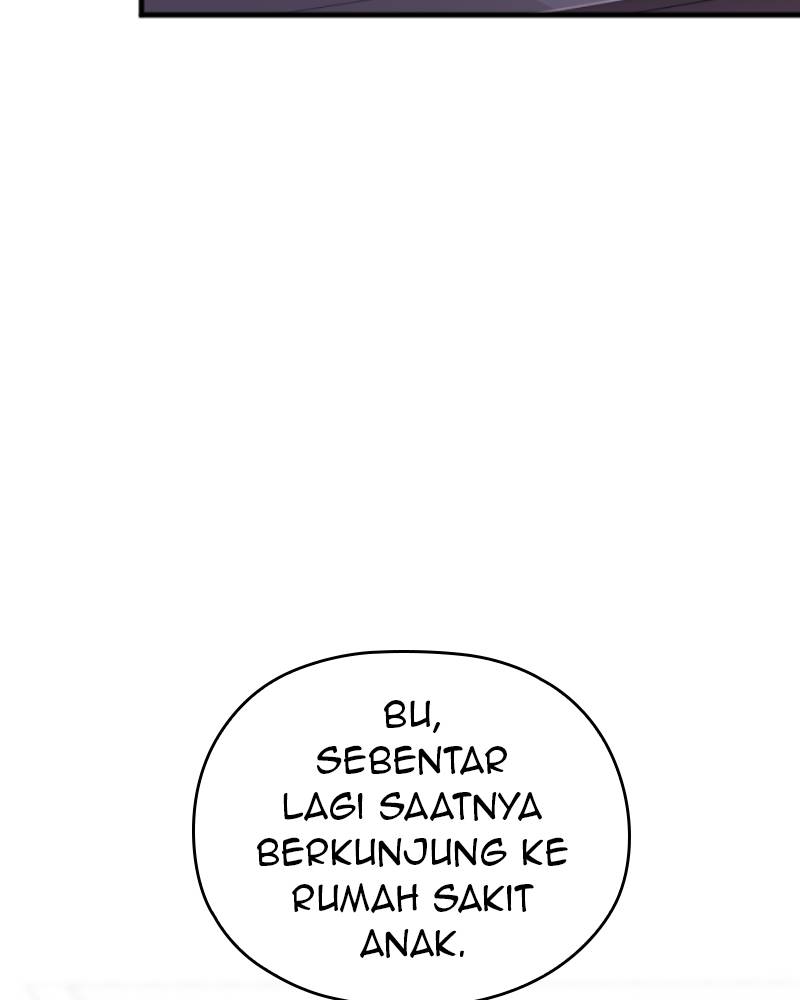 BU,
SEBENTAR
LAGI SAATNYA
BERKUNJUNG KE
RUMAH SAKIT
ANAK.